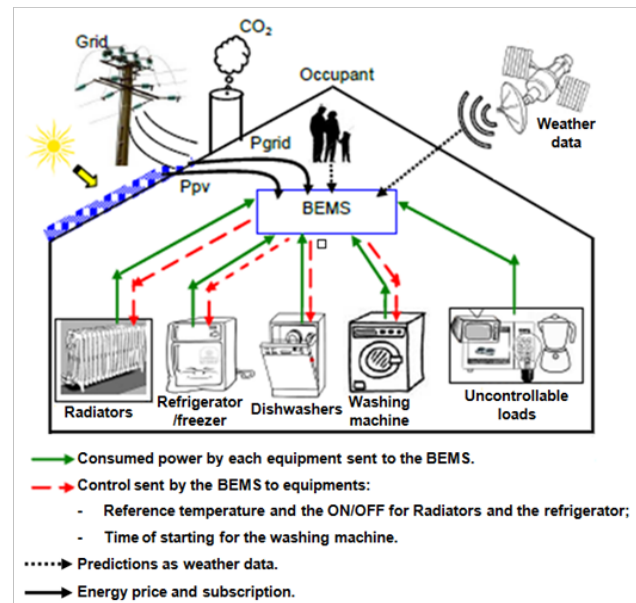 Grid
CO2
Occupant
Weather
data
Pgrid
Ppv
BEMS
Radiators
Refrigerator
/freezer
Dishwashers
Washing
machine
Uncontrollable
loads
Consumed power by each equipment sent to the BEMS.
Control sent by the BEMS to equipments:
- Reference temperature and the ON/OFF for Radiators and the refrigerator;
- Time of starting for the washing machine.
Predictions as weather data.
Energy price and subscription.